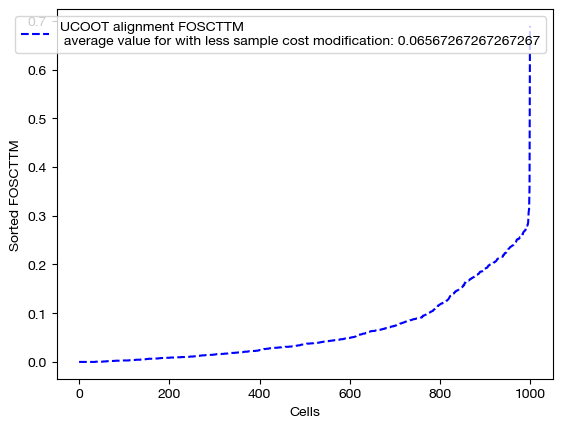 0.7
UCOOT alignment FOSCTTM
average value for with less sample cost modification: 0.06567267267267267
0.6
0.5
0.4
0.3
0.2
0.1
0.0
Sorted FOSCTTM
0 200 400 600 800 1000
Cells